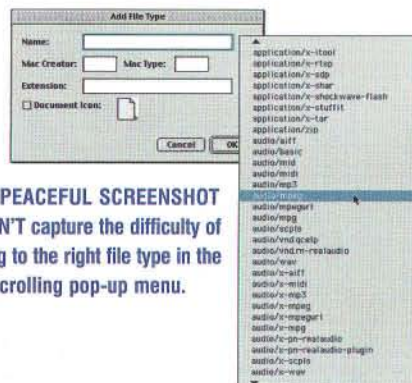 Add File Type
Name:
Mac Creator: Mac Type:
Extension:
Document Icon:
Cancel OK
PEACEFUL SCREENSHOT
N'T capture the difficulty of
g to the right file type in the
crolling pop-up menu.
application/x-itool
application/x-rtsp
application/x-sdp
application/x-shar
application/x-shockwave-flash
application/x-stuffit
application/x-tar
application/zip
audio/aiff
audio/basic
audio/mid
audio/midi
audio/mp3
audio/mpeg
audio/mpegurl
audio/mpg
audio/scpls
audio/vnd.qcelp
audio/vnd.rn-realaudio
audio/wav
audio/x-aiff
audio/x-midi
audio/x-mp3
audio/x-mpeg
audio/x-mpegurl
audio/x-mpg
audio/x-pn-realaudio
audio/x-pn-realaudio-plugin
audio/x-scpls
audio/x-wav